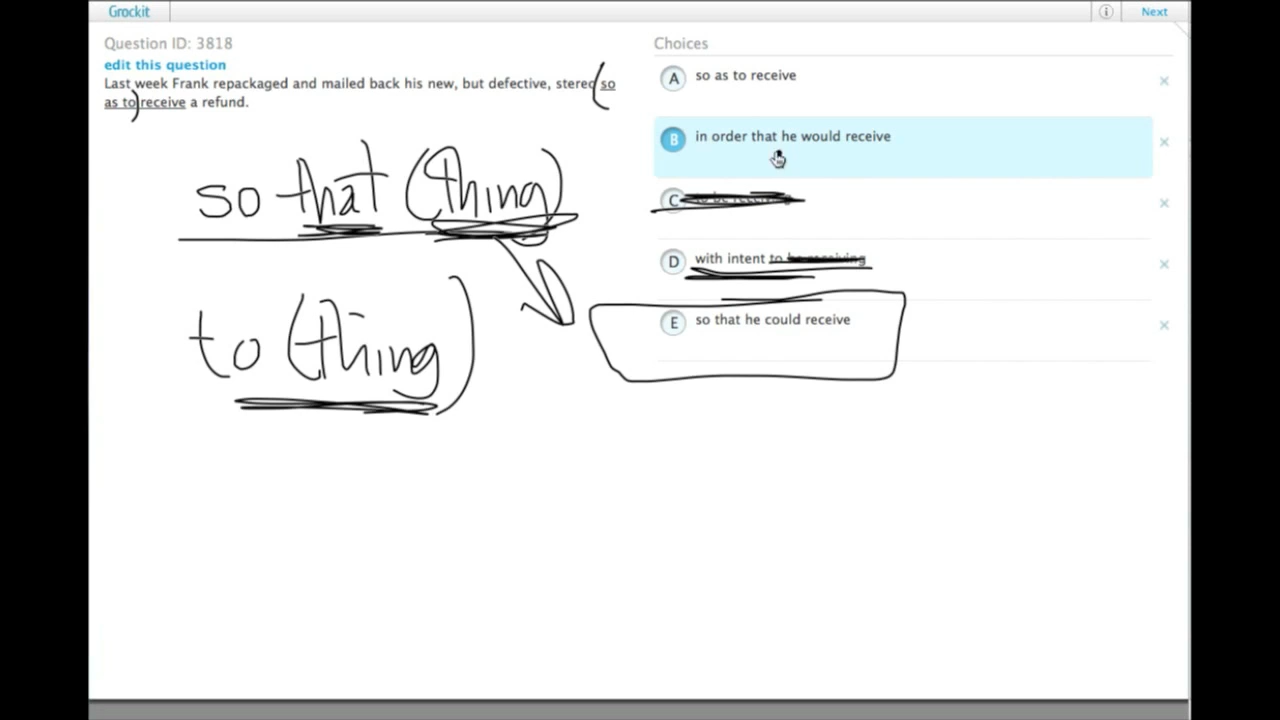 Grockit
Next
Question ID: 3818
edit this question
Last week Frank repackaged and mailed back his new, but defective, stereo so
as to receive a refund.
so that (thing)
to (thing)
Choices
A so as to receive
B in order that he would receive
C
D with intent to
E so that he could receive